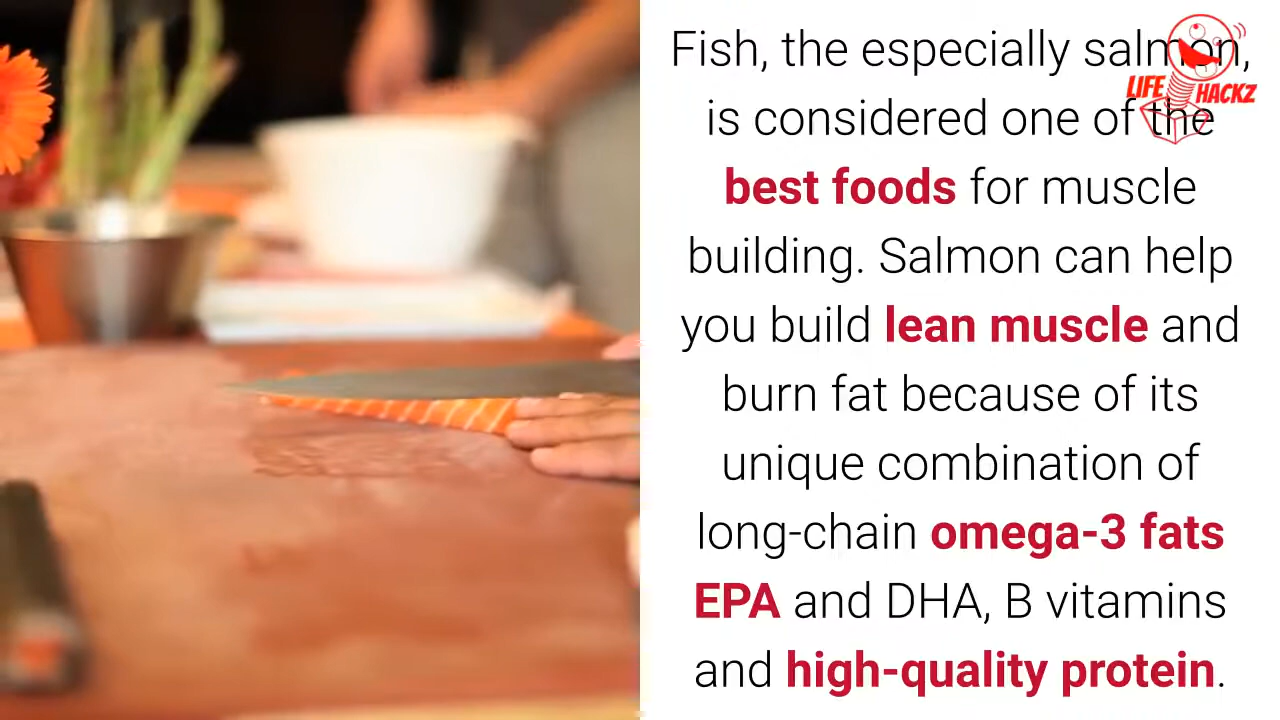 Fish, the especially salmon,
is considered one of the
best foods for muscle
building. Salmon can help
you build lean muscle and
burn fat because of its
unique combination of
long-chain omega-3 fats
EPA and DHA, B vitamins
and high-quality protein.
LIFE HACKZ